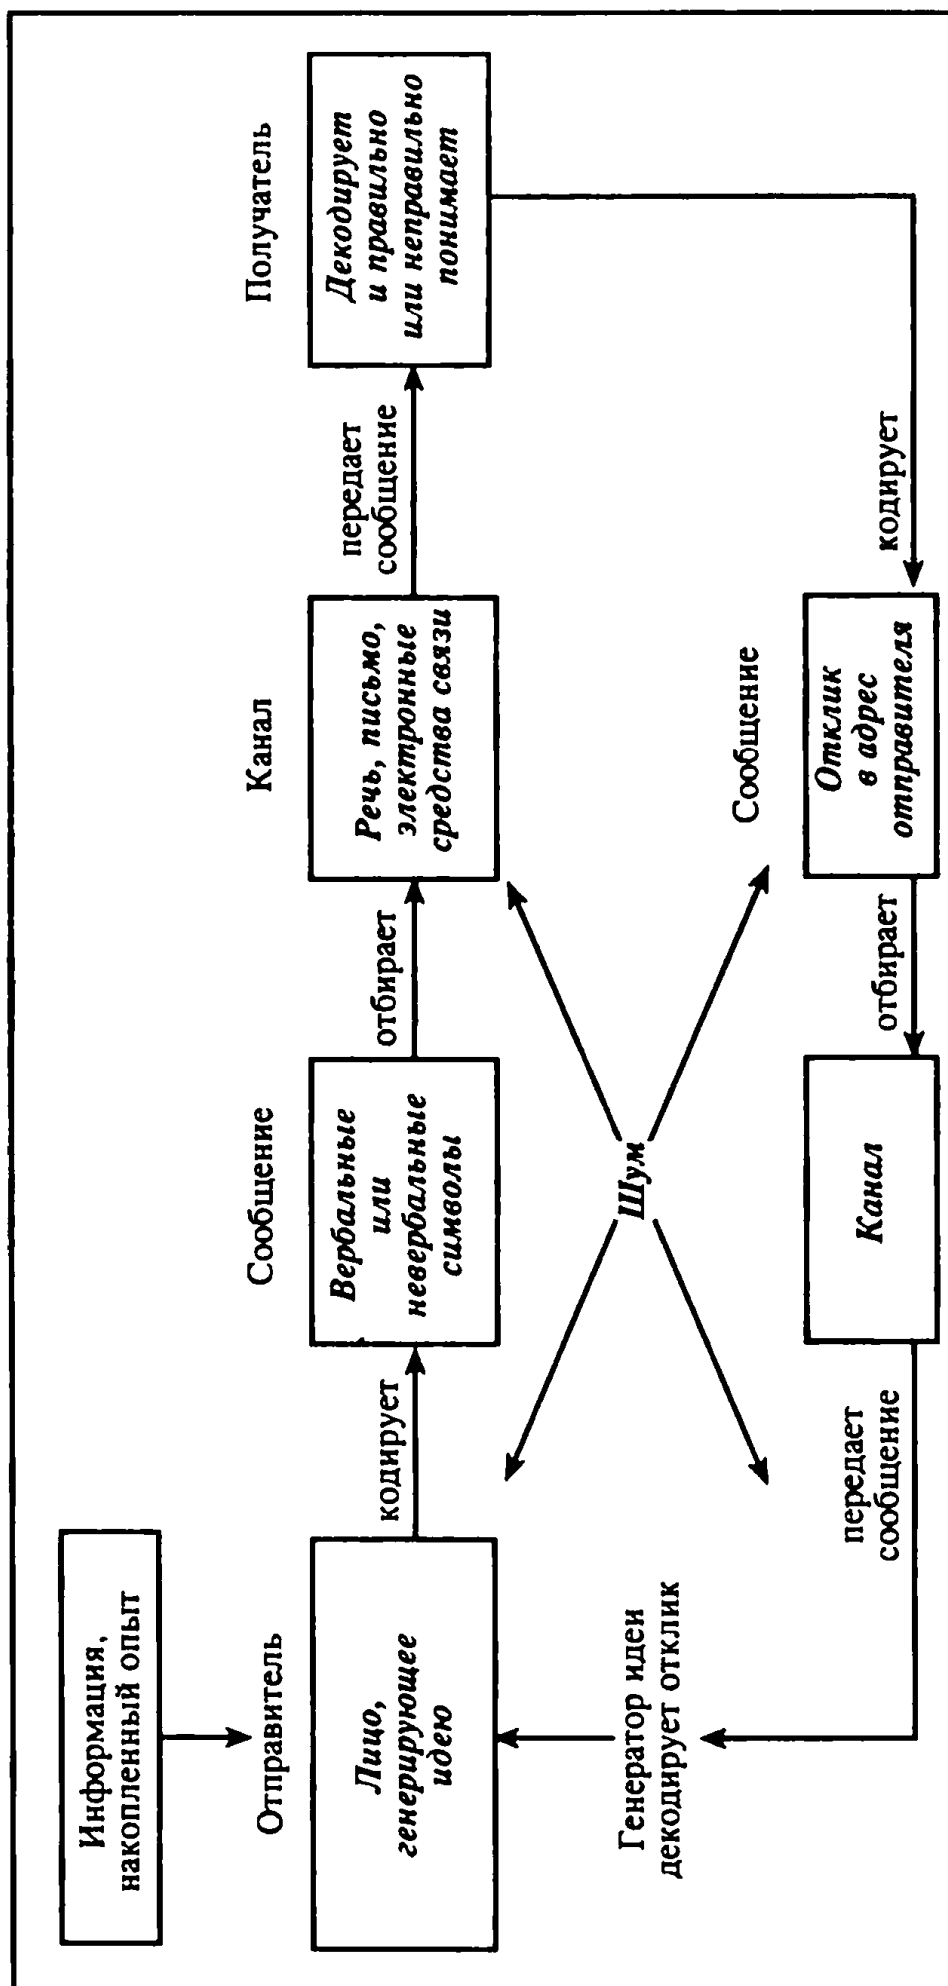 Информация,
накопленный опыт
Отправитель
Сообщение
Канал
Получатель
Лицо,
генерирующее
идею
кодирует
Вербальные
или
невербальные
символы
отбирает
Речь, письмо,
электронные
средства связи
передает
сообщение
Декодирует
и правильно
или неправильно
понимает
Шум
Генератор идеи
декодирует отклик
передает
сообщение
Канал
отбирает
Сообщение
Отклик
в адрес
отправителя
кодирует